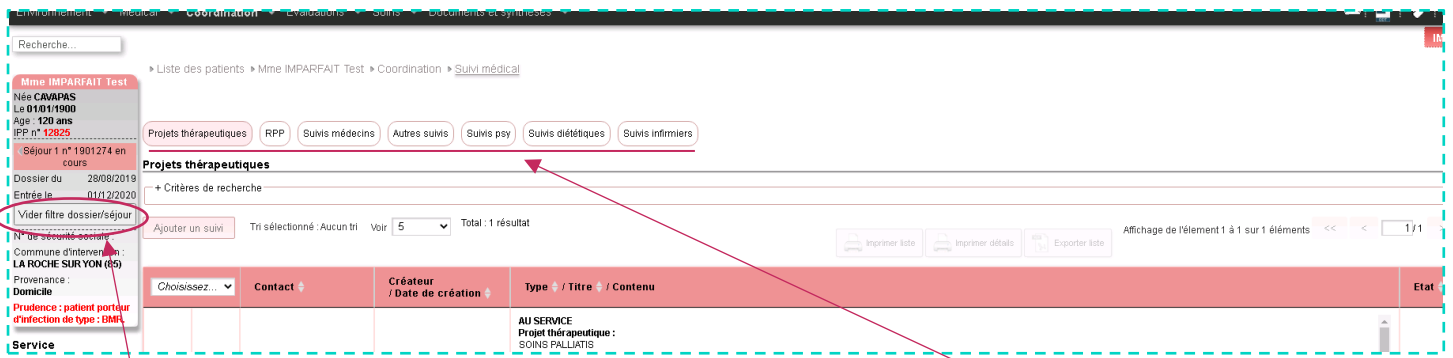 Environnement Médical Coordination Evaluations Soins Documents et synthèses
Recherche...
IM
Liste des patients Mme IMPARFAIT Test Coordination Suivi médical
Mme IMPARFAIT Test
Née CAVAPAS
Le 01/01/1900
Age : 120 ans
IPP n° 12825
Séjour 1 n° 1901274 en
cours
Dossier du 28/08/2019
Entrée le 01/12/2020
Vider filtre dossier/séjour
N° de sécurité sociale :
Commune d'intervention :
LA ROCHE SUR YON (85)
Provenance :
Domicile
Prudence : patient porteur
d'infection de type : BMR.
Service
Projets thérapeutiques RPP Suivis médecins Autres suivis Suivis psy Suivis diététiques Suivis infirmiers
Projets thérapeutiques
+ Critères de recherche
Ajouter un suivi Tri sélectionné : Aucun tri Voir 5 Total : 1 résultat
Imprimer liste Imprimer détails Exporter liste
Affichage de l'élement 1 à 1 sur 1 éléments << < 1 / 1
Choisissez... Contact Créateur
/ Date de création Type / Titre / Contenu Etat
AU SERVICE
Projet thérapeutique :
SOINS PALLIATIS